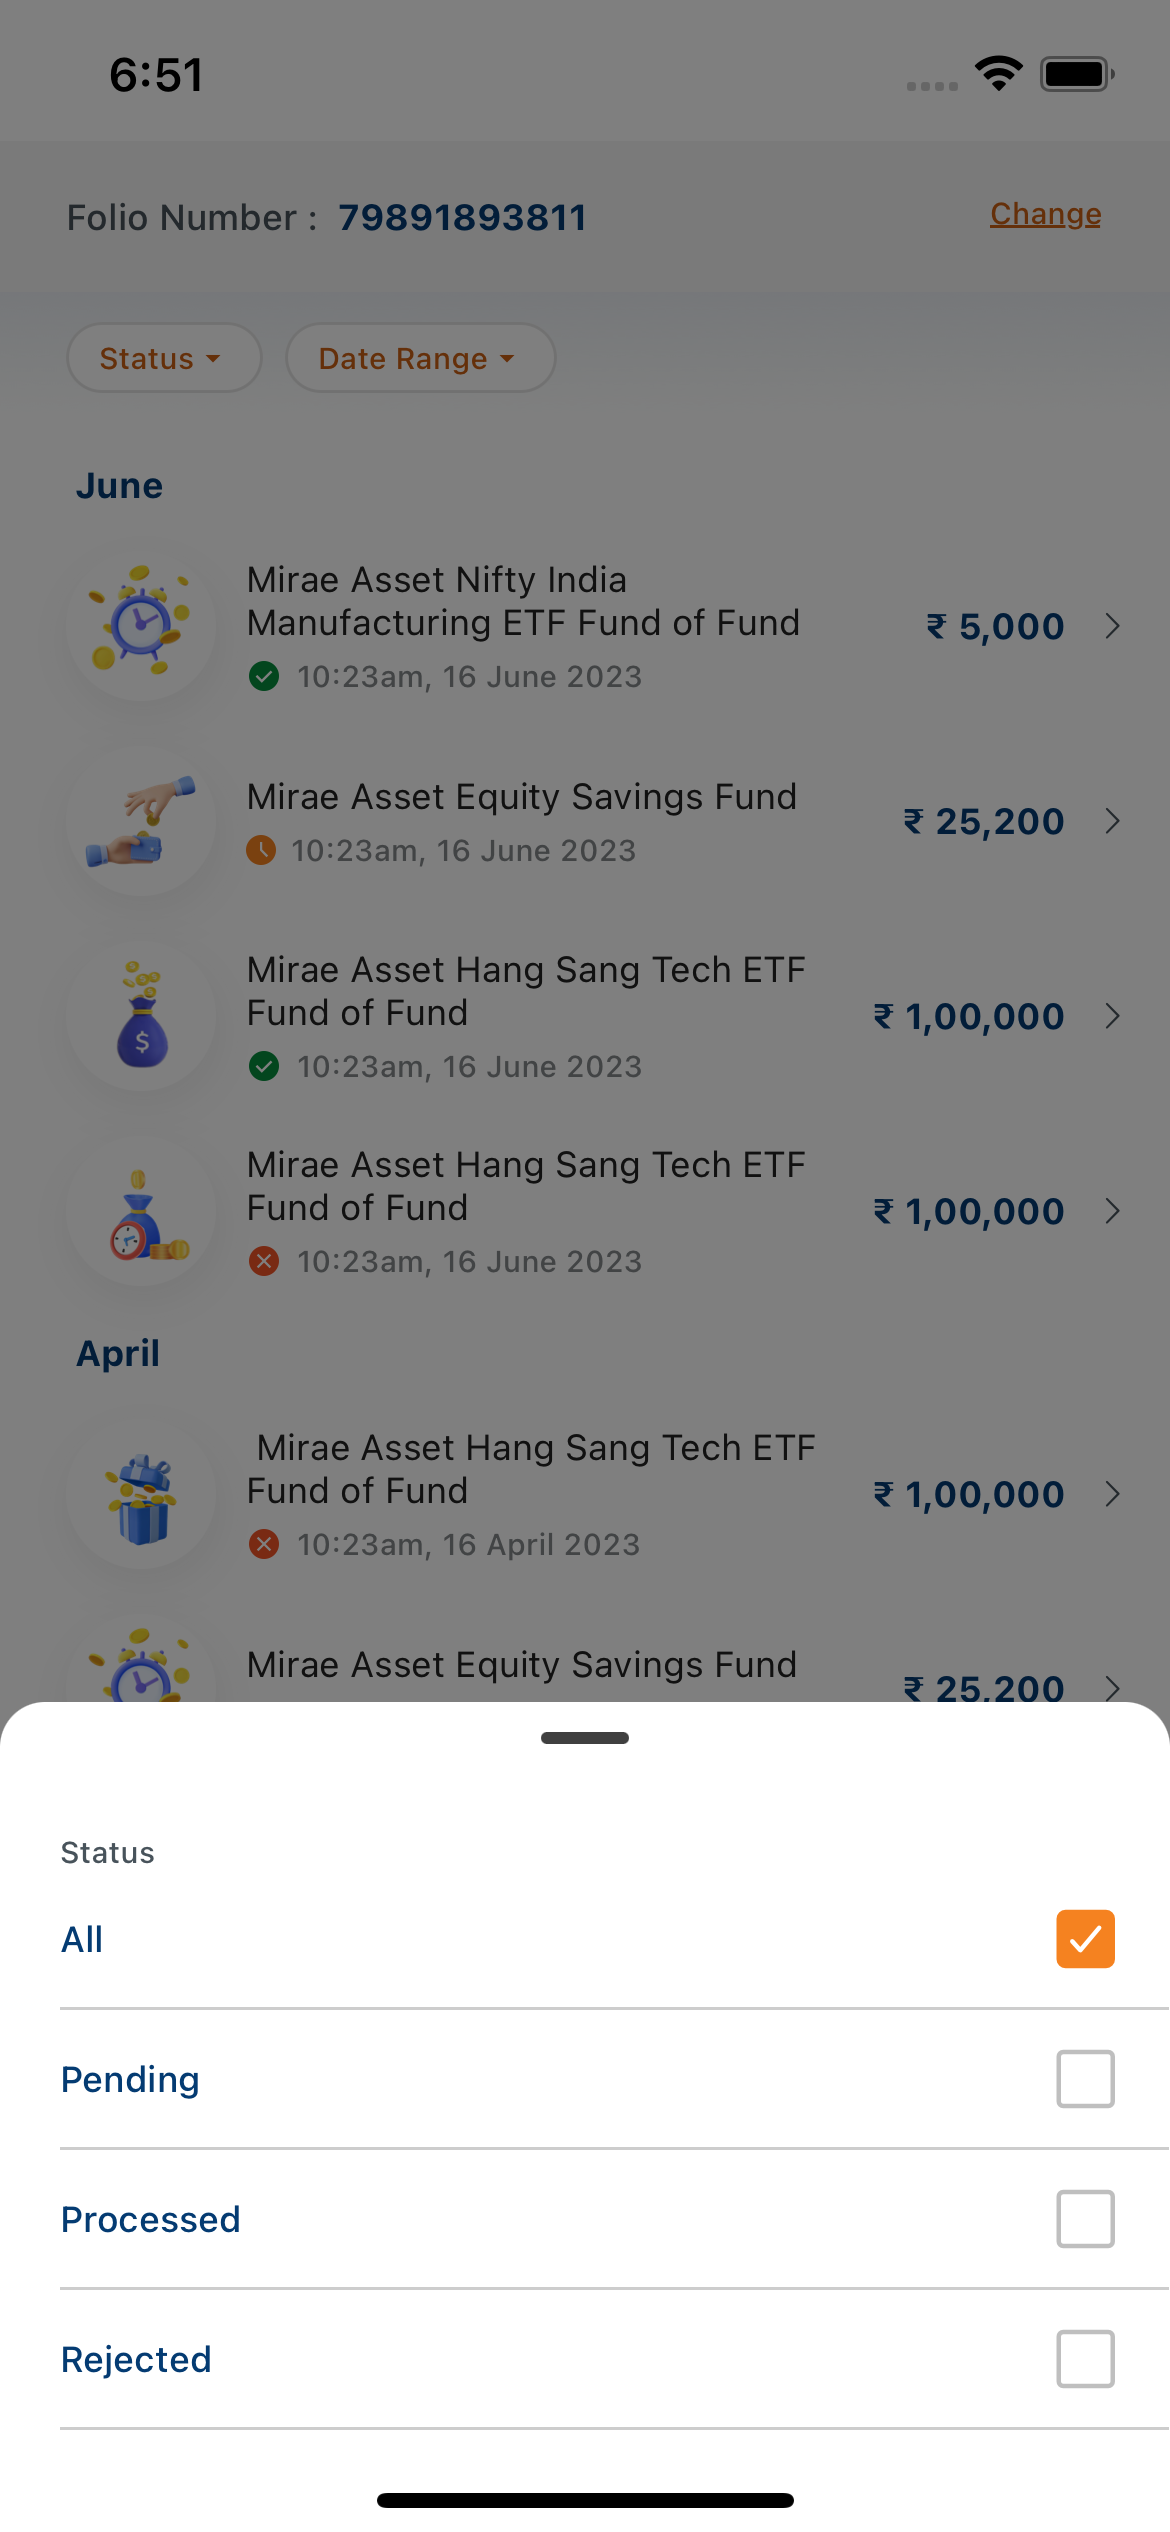 6:51
Folio Number : 79891893811 Change
Status Date Range
June
Mirae Asset Nifty India
Manufacturing ETF Fund of Fund
₹ 5,000
10:23am, 16 June 2023
Mirae Asset Equity Savings Fund
₹ 25,200
10:23am, 16 June 2023
Mirae Asset Hang Sang Tech ETF
Fund of Fund
₹ 1,00,000
10:23am, 16 June 2023
Mirae Asset Hang Sang Tech ETF
Fund of Fund
₹ 1,00,000
10:23am, 16 June 2023
April
Mirae Asset Hang Sang Tech ETF
Fund of Fund
₹ 1,00,000
10:23am, 16 April 2023
Mirae Asset Equity Savings Fund
₹ 25,200
Status
All
Pending
Processed
Rejected